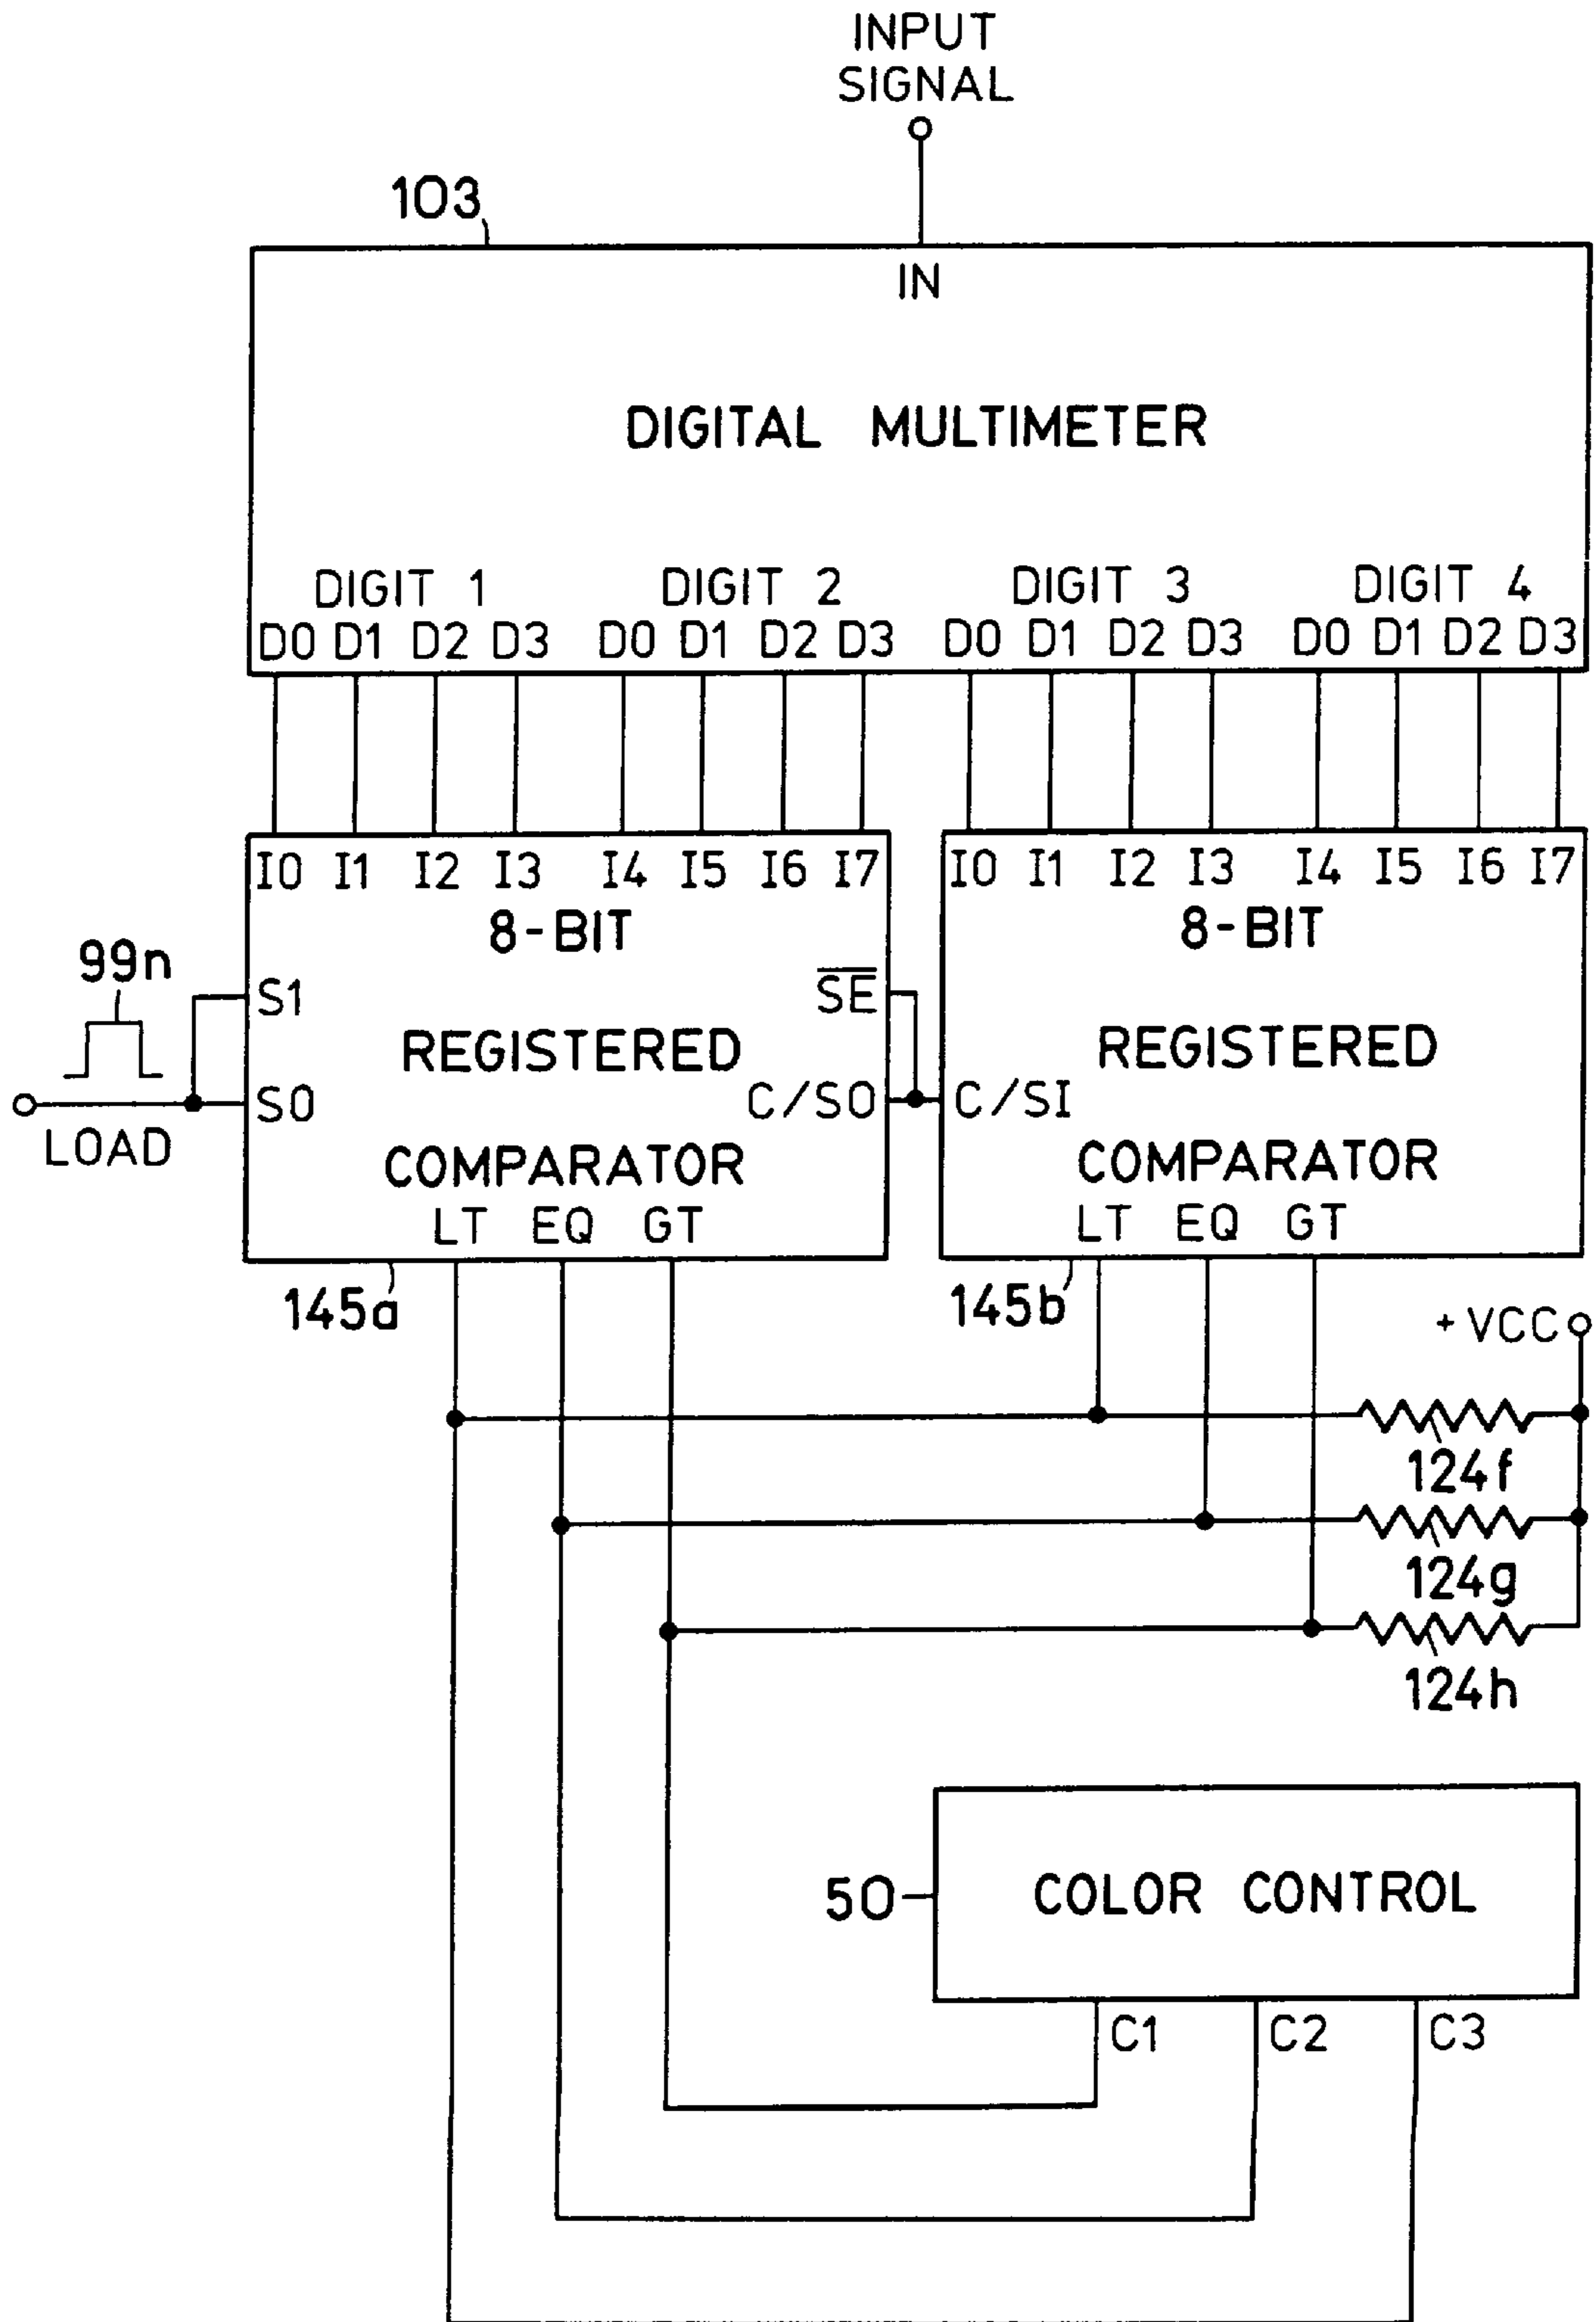 INPUT
SIGNAL
103
IN
DIGITAL MULTIMETER
DIGIT 1 DIGIT 2 DIGIT 3 DIGIT 4
D0 D1 D2 D3 D0 D1 D2 D3 D0 D1 D2 D3 D0 D1 D2 D3
I0 I1 I2 I3 I4 I5 I6 I7 I0 I1 I2 I3 I4 I5 I6 I7
8-BIT 8-BIT
99n
S1 S̅E̅
REGISTERED REGISTERED
S0 C/SO C/SI
LOAD
COMPARATOR COMPARATOR
LT EQ GT LT EQ GT
145a 145b
+VCC
124f
124g
124h
50
COLOR CONTROL
C1 C2 C3